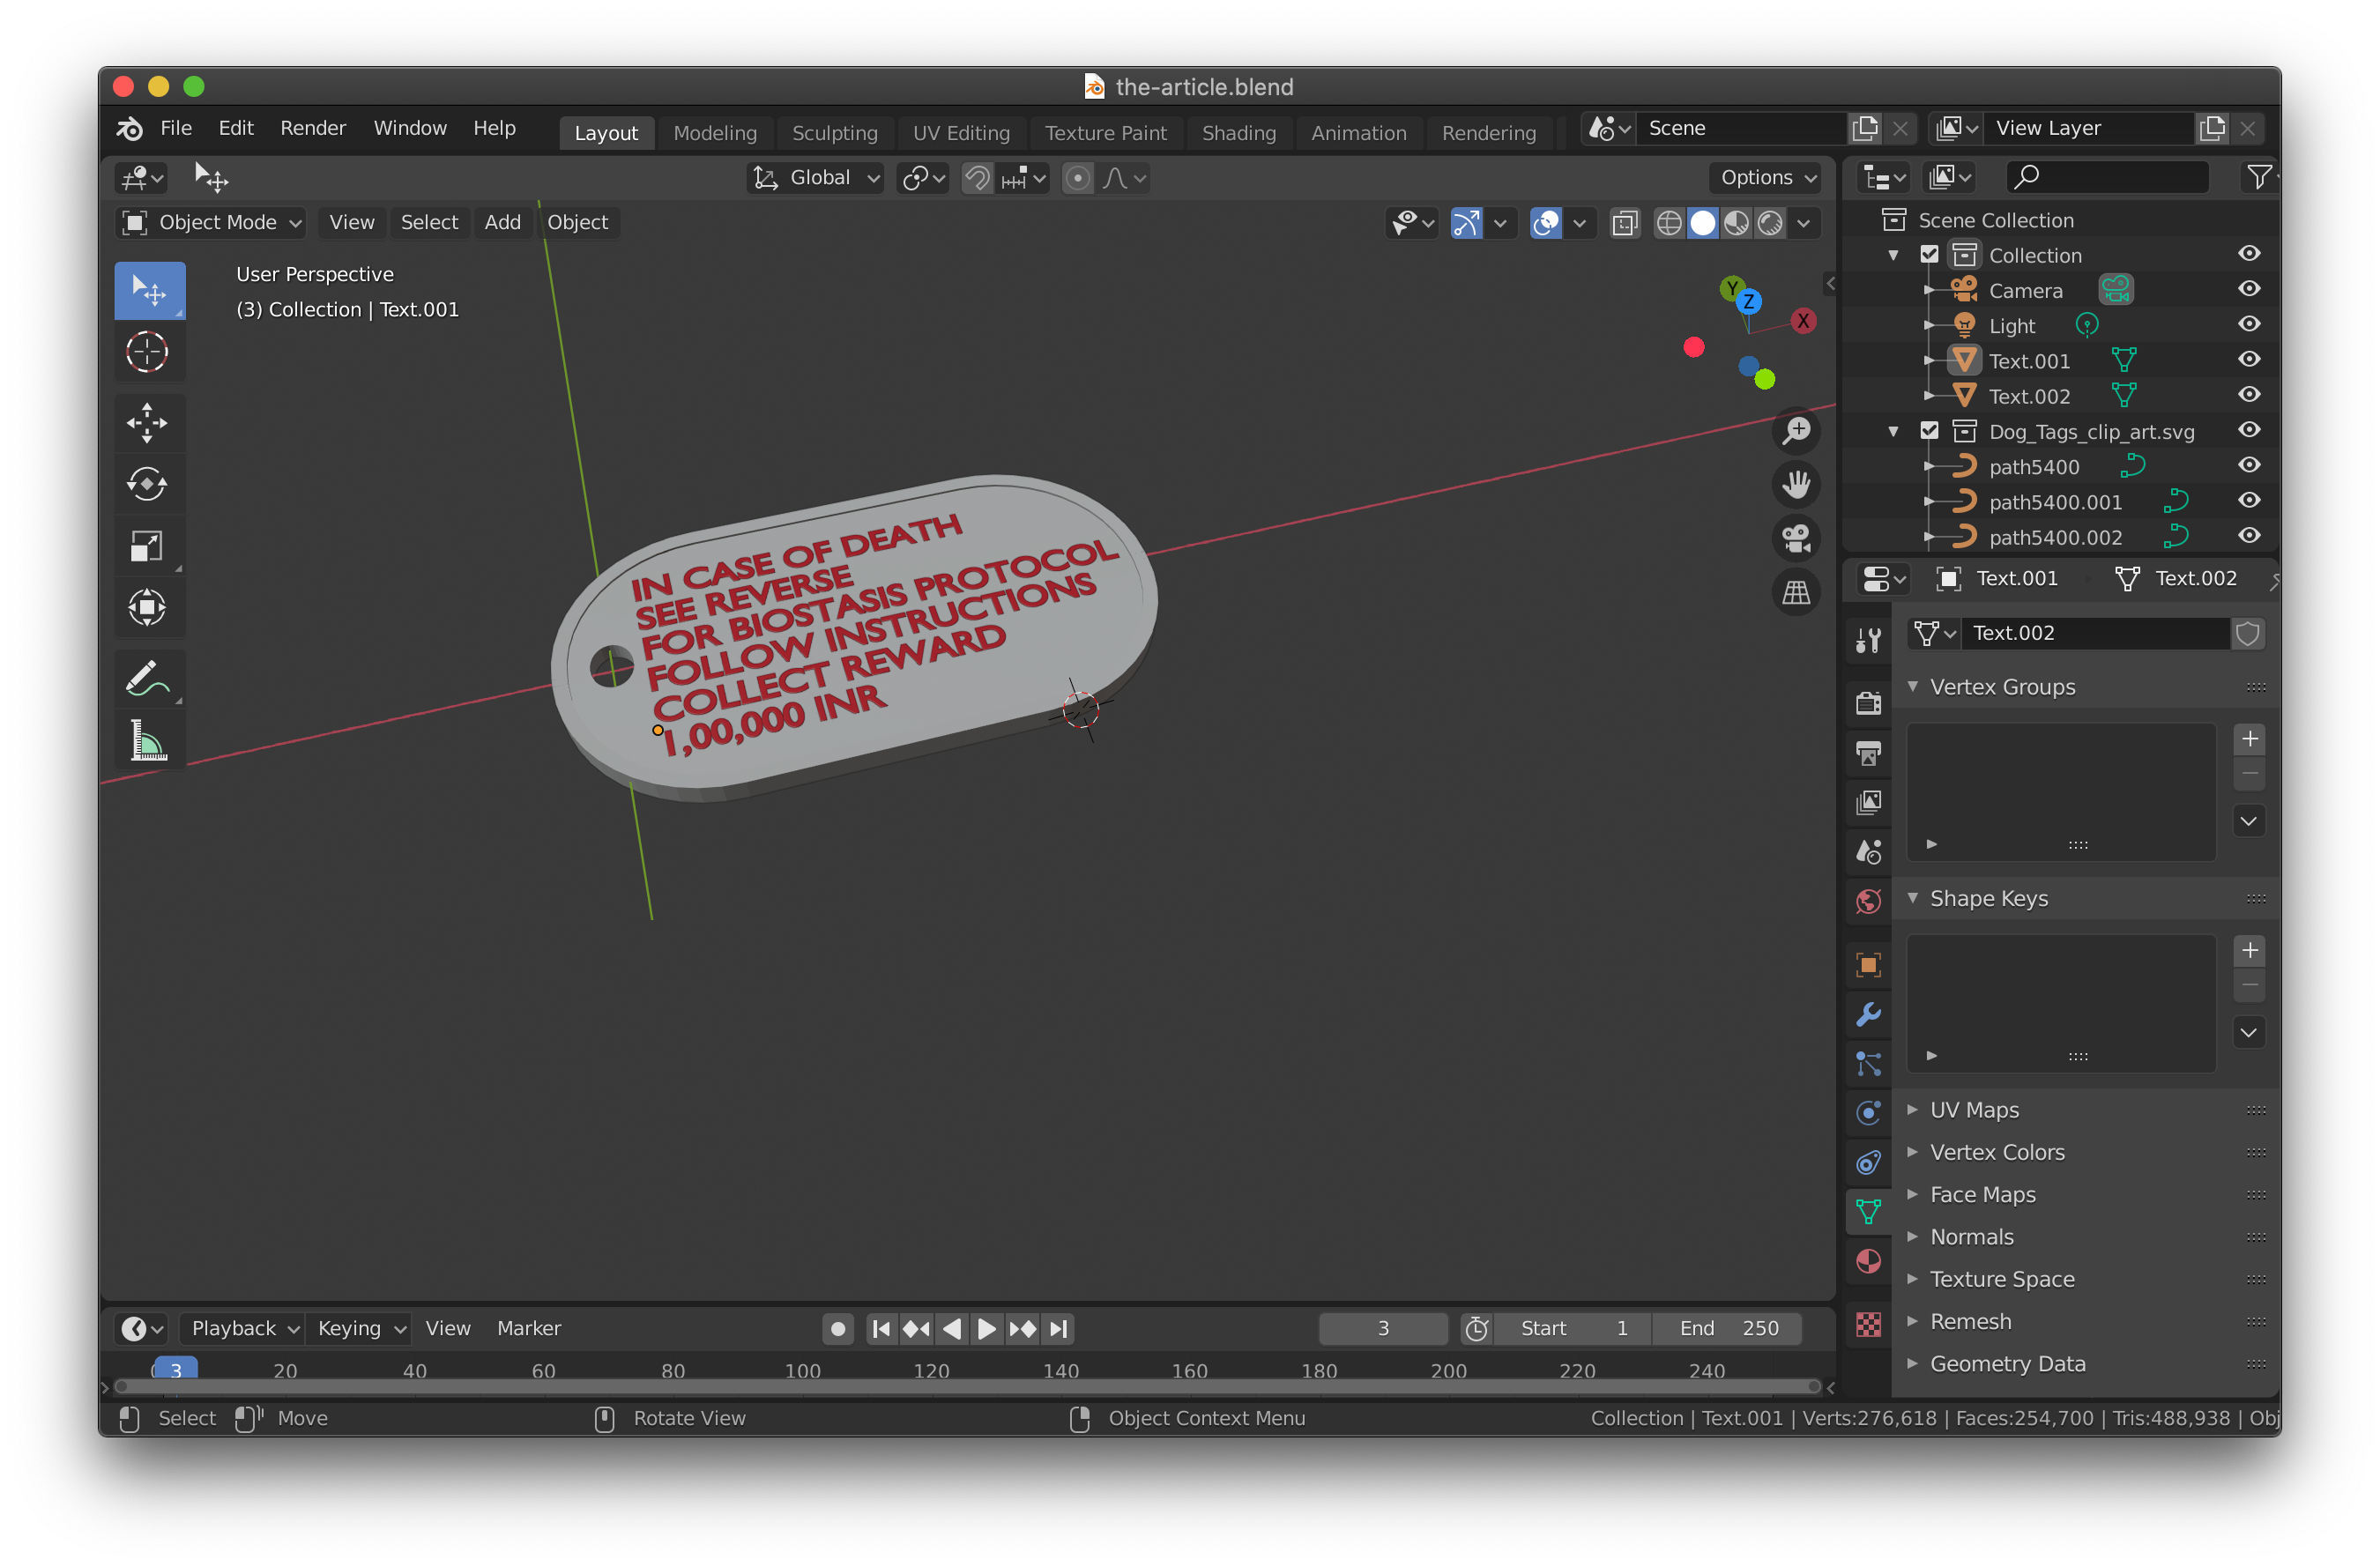 the-article.blend
File Edit Render Window Help Layout Modeling Sculpting UV Editing Texture Paint Shading Animation Rendering Scene View Layer
Global Options
Object Mode View Select Add Object
User Perspective
(3) Collection | Text.001
Y
Z
X
IN CASE OF DEATH
SEE REVERSE
FOR BIOSTASIS PROTOCOL
FOLLOW INSTRUCTIONS
COLLECT REWARD
1,00,000 INR
Scene Collection
Collection
Camera
Light
Text.001
Text.002
Dog_Tags_clip_art.svg
path5400
path5400.001
path5400.002
Text.001 Text.002
Text.002
Vertex Groups
Shape Keys
UV Maps
Vertex Colors
Face Maps
Normals
Texture Space
Remesh
Geometry Data
Playback Keying View Marker 3 Start 1 End 250
3 20 40 60 80 100 120 140 160 180 200 220 240
Select Move Rotate View Object Context Menu Collection | Text.001 | Verts:276,618 | Faces:254,700 | Tris:488,938 | Obj